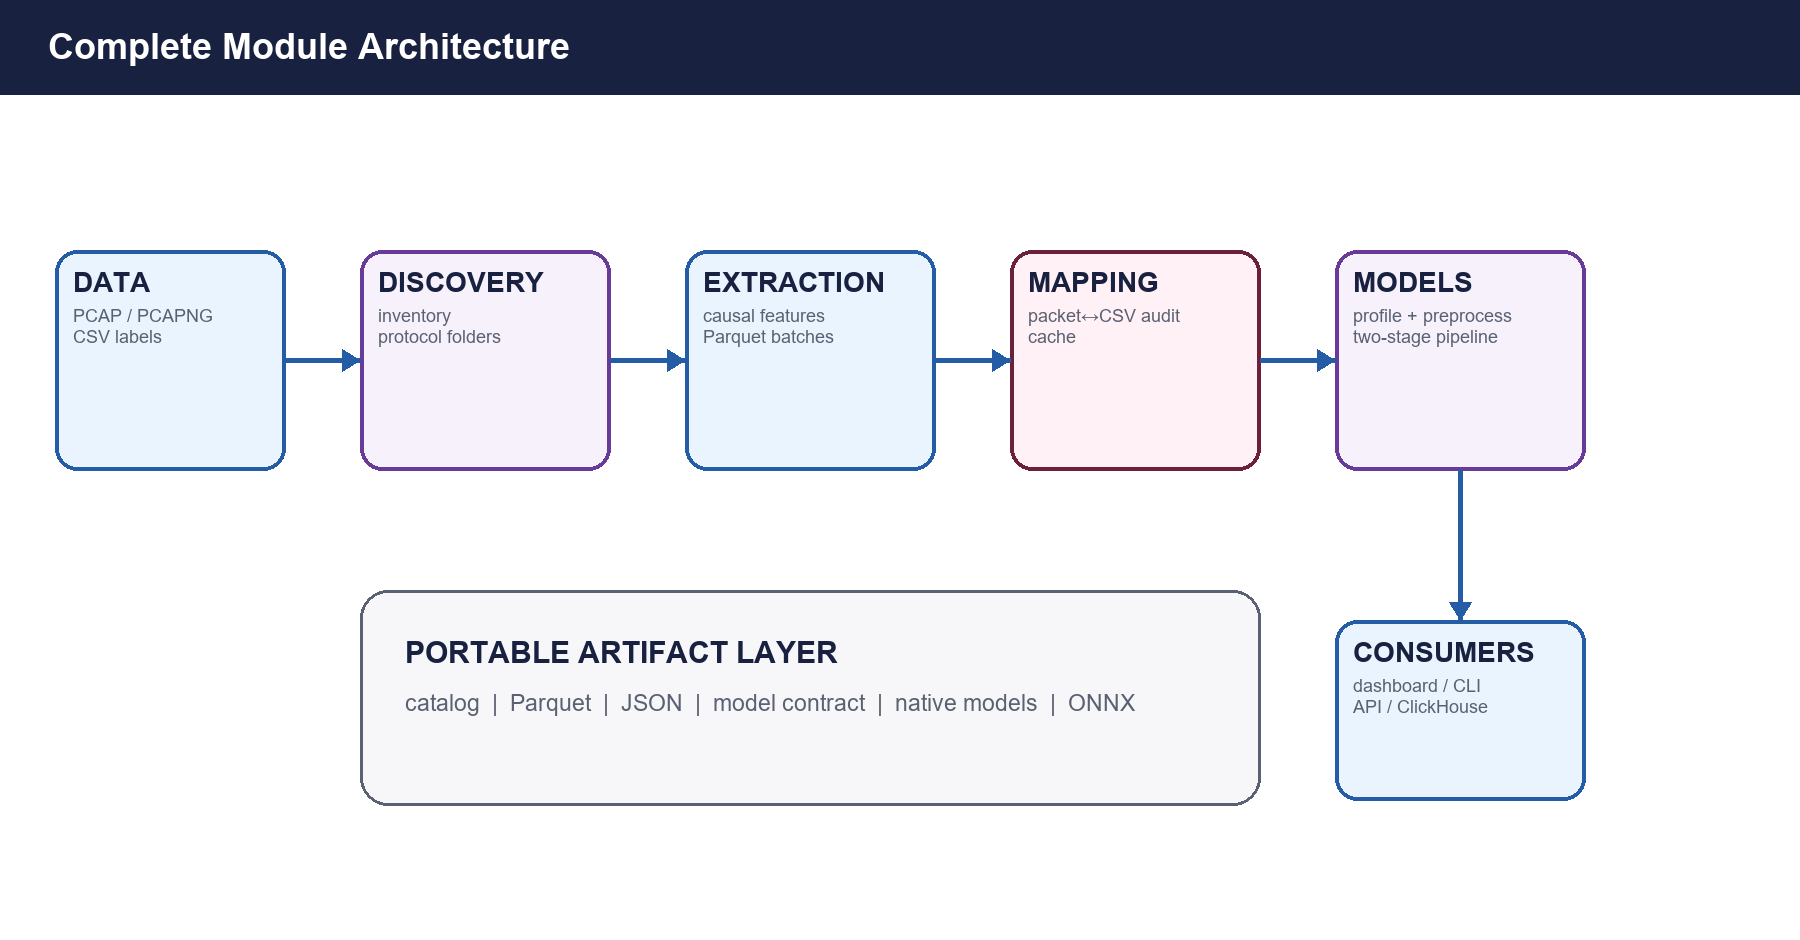 Complete Module Architecture
DATA
PCAP / PCAPNG
CSV labels
DISCOVERY
inventory
protocol folders
EXTRACTION
causal features
Parquet batches
MAPPING
packet↔CSV audit
cache
MODELS
profile + preprocess
two-stage pipeline
PORTABLE ARTIFACT LAYER
catalog | Parquet | JSON | model contract | native models | ONNX
CONSUMERS
dashboard / CLI
API / ClickHouse